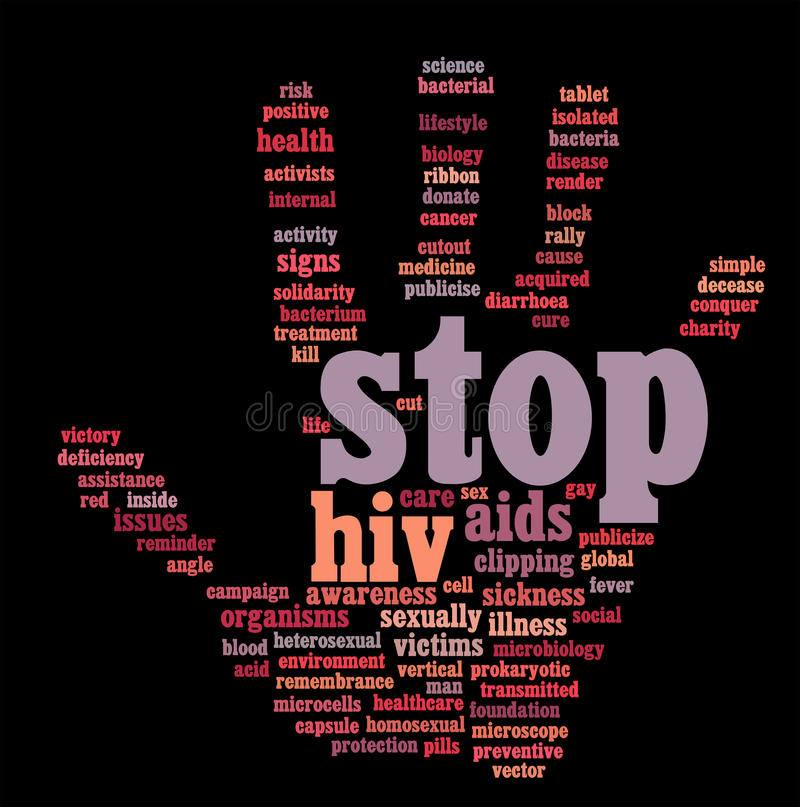 science
bacterial
lifestyle
biology
ribbon
donate
cancer
cutout
medicine
publicise
risk
positive
health
activists
internal
activity
signs
solidarity
bacterium
treatment
kill
tablet
isolated
bacteria
disease
render
block
rally
cause
acquired
diarrhoea
cure
simple
decease
conquer
charity
stop
cut
life
victory
deficiency
assistance
red inside
issues
reminder
angle
hiv care sex aids gay
publicize
clipping global
campaign awareness cell sickness fever
organisms sexually illness social
blood heterosexual victims microbiology
acid environment vertical prokaryotic
remembrance man transmitted
microcells healthcare foundation
capsule homosexual microscope
protection pills preventive
vector
dreamstime